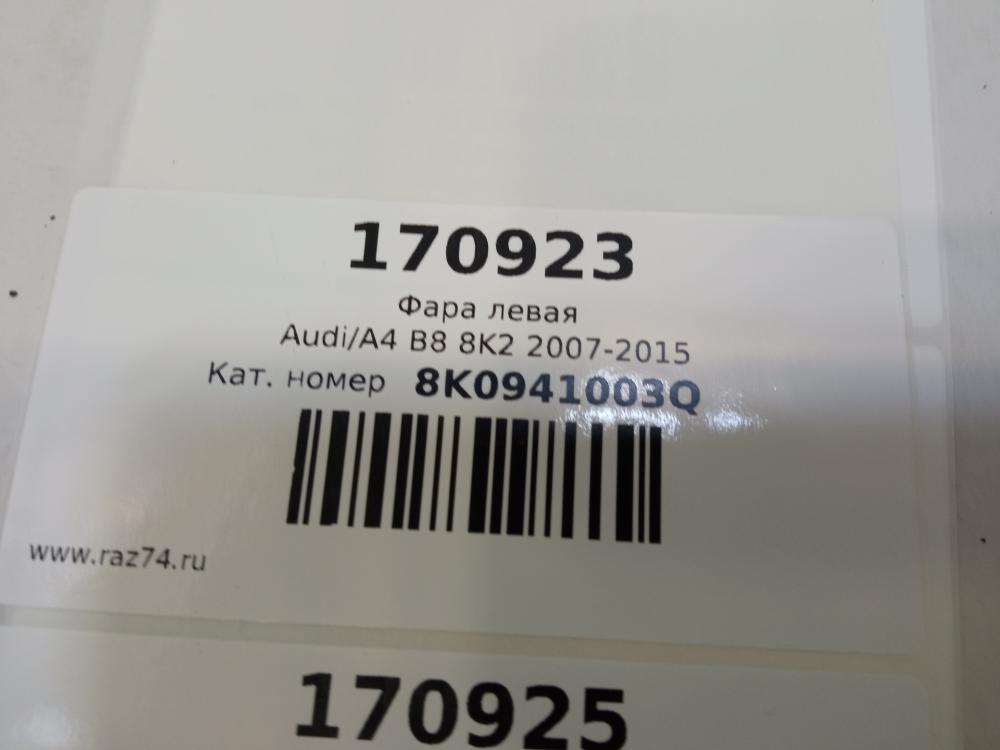 170923
Фара левая
Audi/A4 B8 8K2 2007-2015
Кат. номер 8K0941003Q
www.raz74.ru
170925